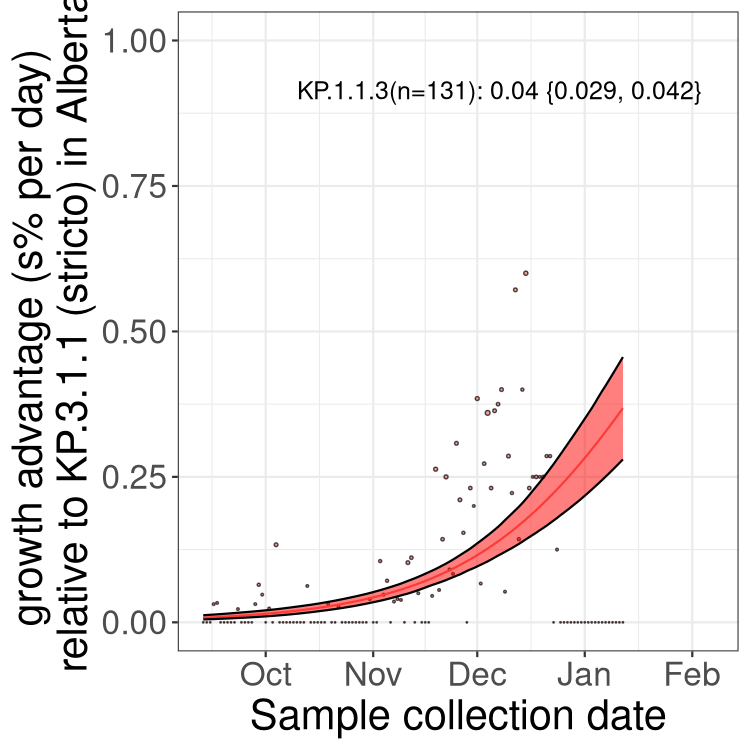 growth advantage (s% per day)
relative to KP.3.1.1 (stricto) in Alberta
1.00
0.75
0.50
0.25
0.00
KP.1.1.3(n=131): 0.04 {0.029, 0.042}
Oct Nov Dec Jan Feb
Sample collection date